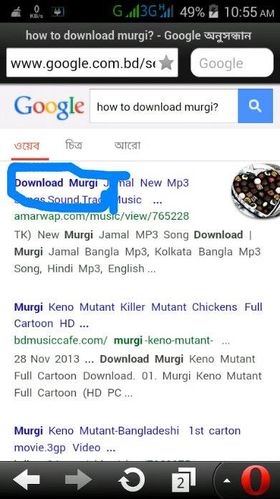 0
KB/s
G 3G H 49% 10:55 AM
how to download murgi? - Google অনুসন্ধান
www.google.com.bd/se
Google
Google
how to download murgi?
ওয়েব চিত্র আরো
Download Murgi Jamal New Mp3
Songs,Sound,Track,Music ...
amarwap.com/music/view/765228
TK) New Murgi Jamal MP3 Song Download |
Murgi Jamal Bangla Mp3, Kolkata Bangla Mp3
Song, Hindi Mp3, English ...
Murgi Keno Mutant Killer Mutant Chickens Full
Cartoon HD ...
bdmusiccafe.com/ murgi -keno-mutant- ...
28 Nov 2013 ... Download Murgi Keno Mutant
Full Cartoon Download. 01. Murgi Keno Mutant
Full Cartoon (HD PC ...
Murgi Keno Mutant-Bangladeshi 1st carton
movie.3gp Video ...
2